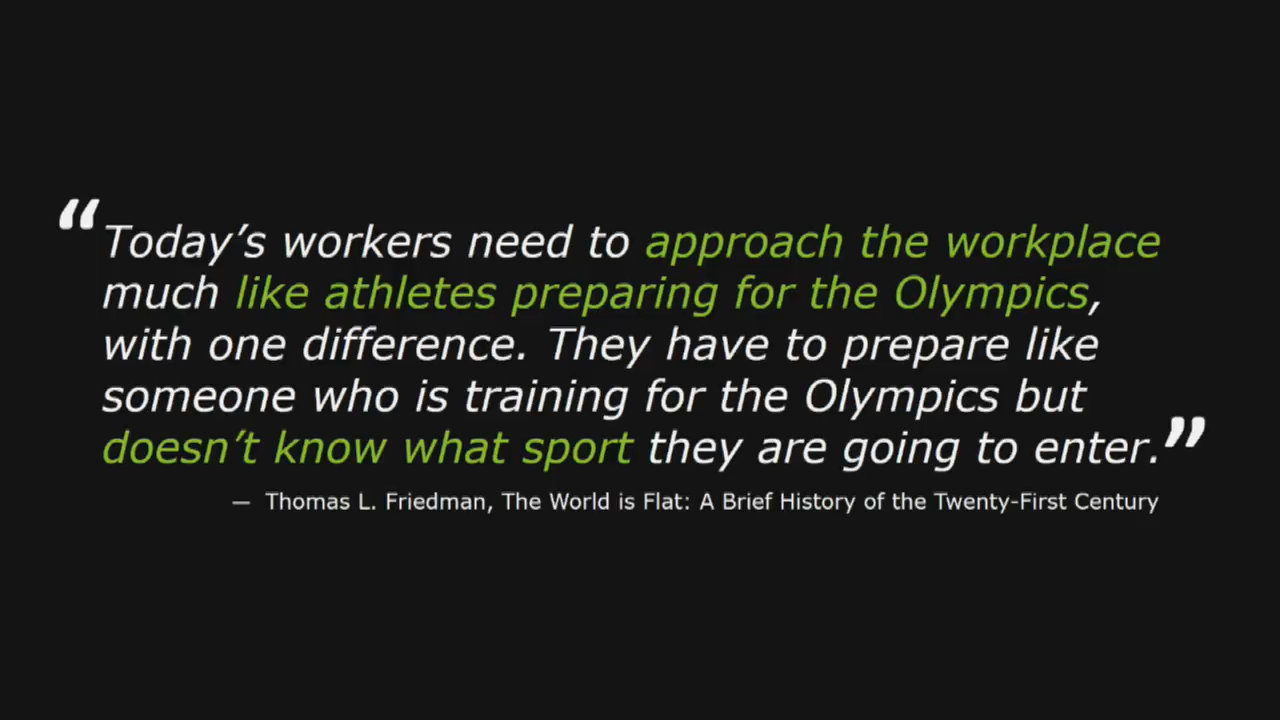 “Today’s workers need to approach the workplace
much like athletes preparing for the Olympics,
with one difference. They have to prepare like
someone who is training for the Olympics but
doesn’t know what sport they are going to enter.”
— Thomas L. Friedman, The World is Flat: A Brief History of the Twenty-First Century